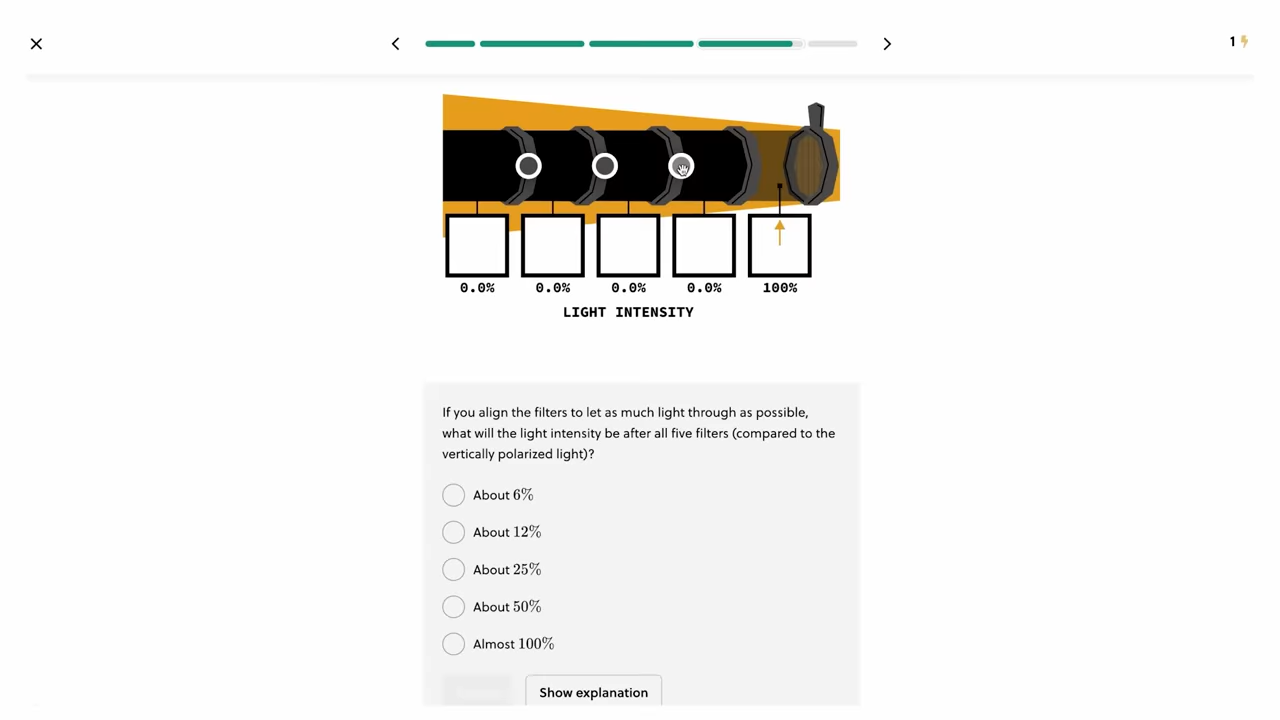 1
0.0% 0.0% 0.0% 0.0% 100%
LIGHT INTENSITY
If you align the filters to let as much light through as possible,
what will the light intensity be after all five filters (compared to the
vertically polarized light)?
About 6%
About 12%
About 25%
About 50%
Almost 100%
Show explanation